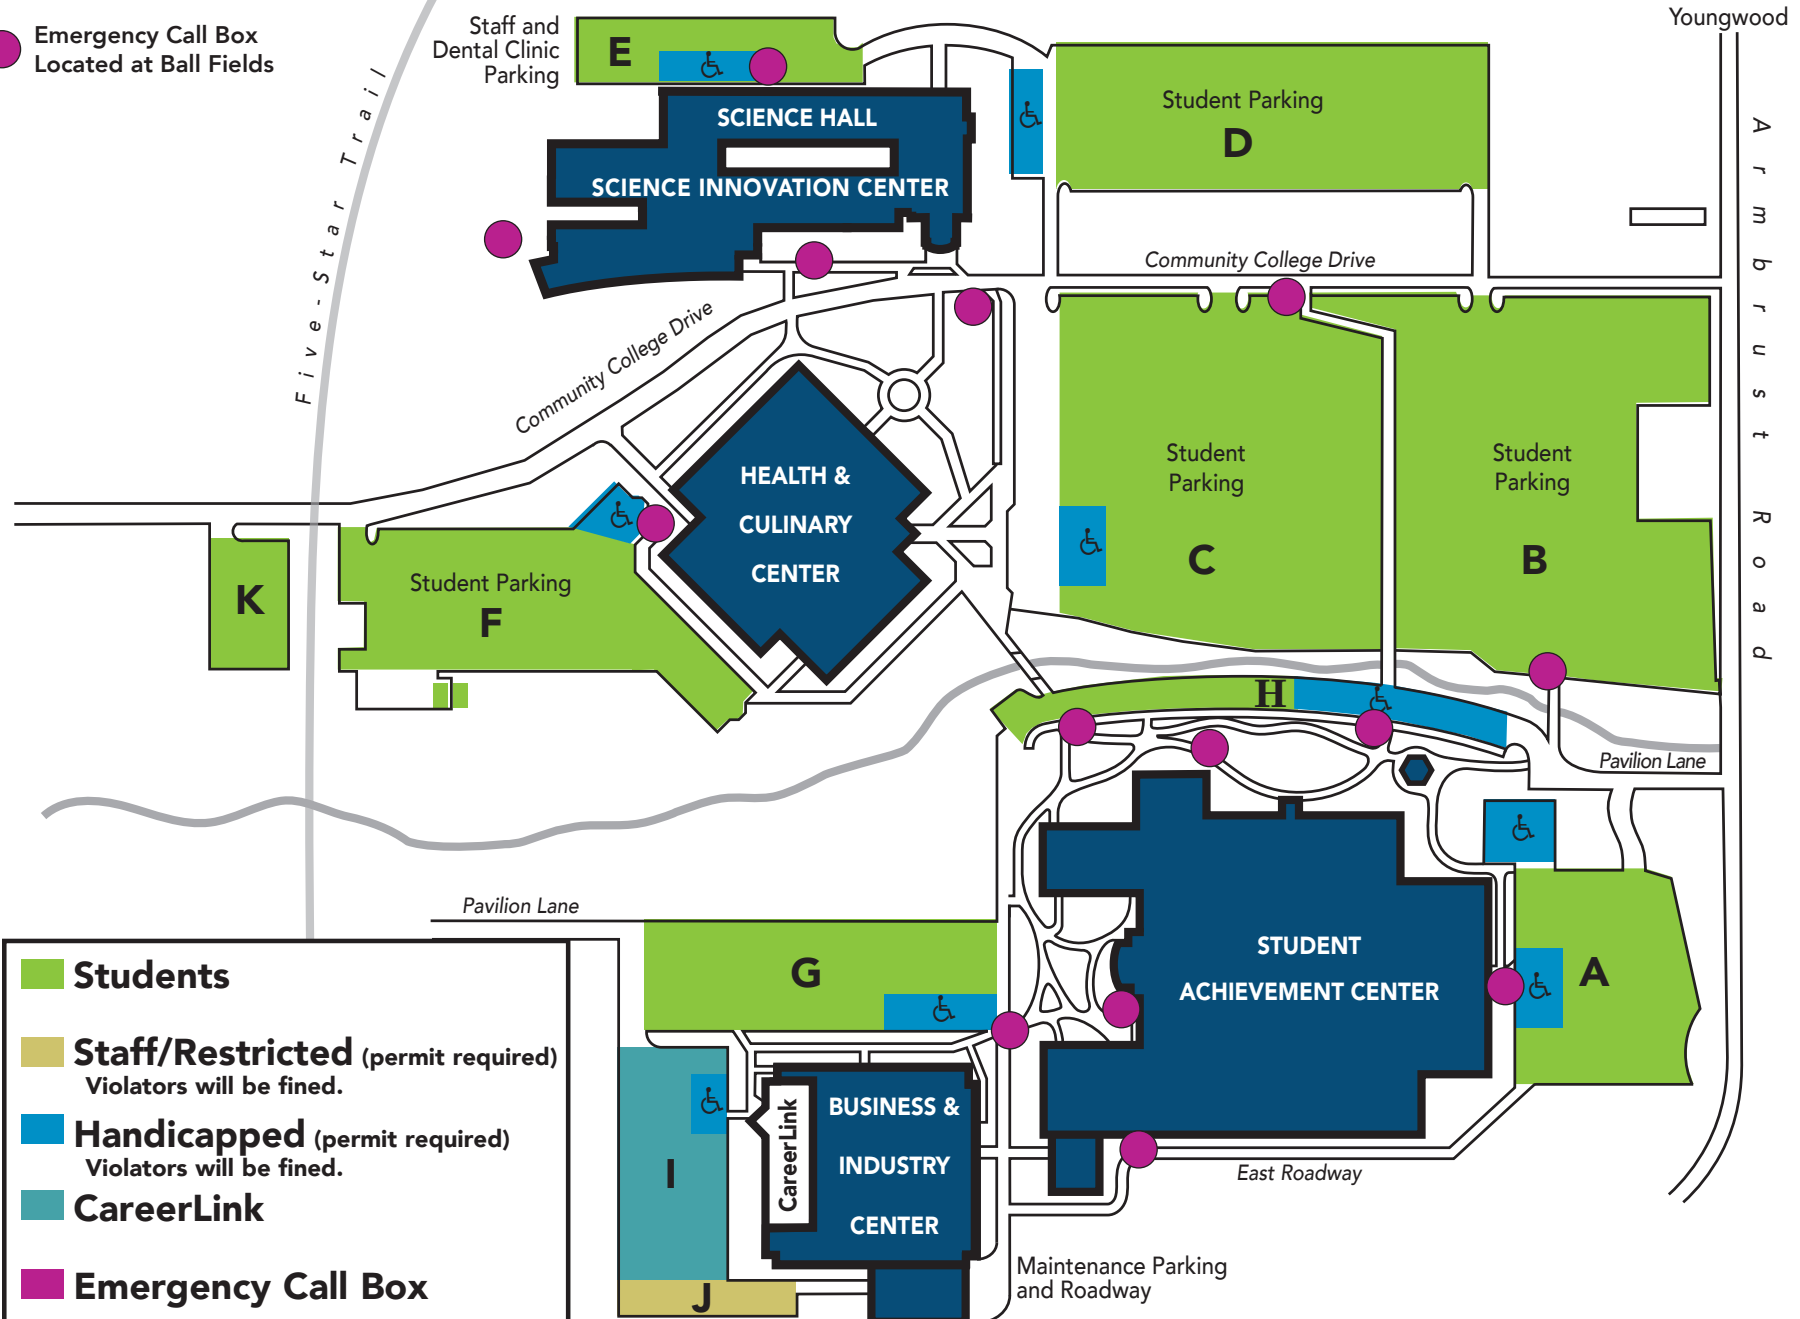 Emergency Call Box
Located at Ball Fields
Five-Star Trail
Staff and
Dental Clinic
Parking
E
SCIENCE HALL
SCIENCE INNOVATION CENTER
Student Parking
D
Youngwood
Armbrust Road
Community College Drive
Community College Drive
HEALTH &
CULINARY
CENTER
Student
Parking
C
Student
Parking
B
K
Student Parking
F
H
Pavilion Lane
Pavilion Lane
G
STUDENT
ACHIEVEMENT CENTER
A
I
CareerLink
BUSINESS &
INDUSTRY
CENTER
East Roadway
Maintenance Parking
and Roadway
J
Students
Staff/Restricted (permit required)
Violators will be fined.
Handicapped (permit required)
Violators will be fined.
CareerLink
Emergency Call Box